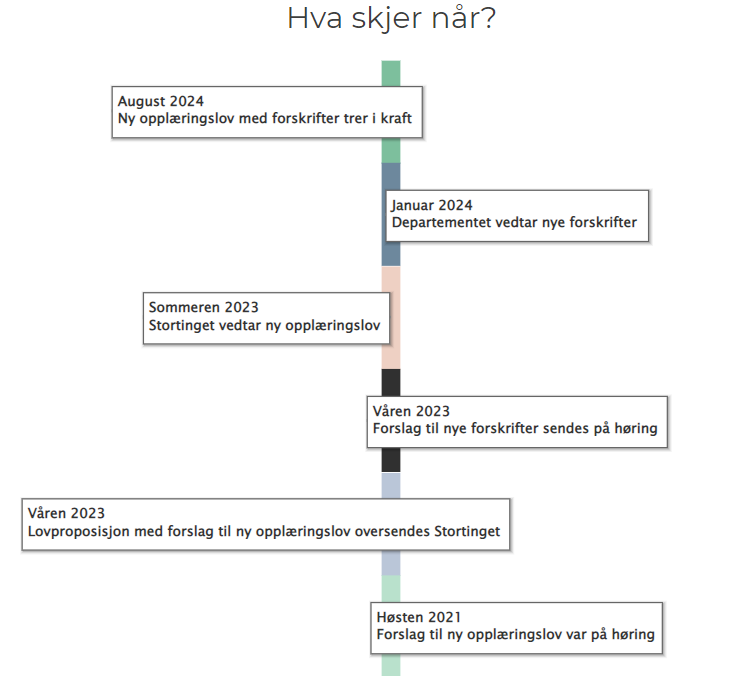 Hva skjer når?
August 2024
Ny opplæringslov med forskrifter trer i kraft
Januar 2024
Departementet vedtar nye forskrifter
Sommeren 2023
Stortinget vedtar ny opplæringslov
Våren 2023
Forslag til nye forskrifter sendes på høring
Våren 2023
Lovproposisjon med forslag til ny opplæringslov oversendes Stortinget
Høsten 2021
Forslag til ny opplæringslov var på høring